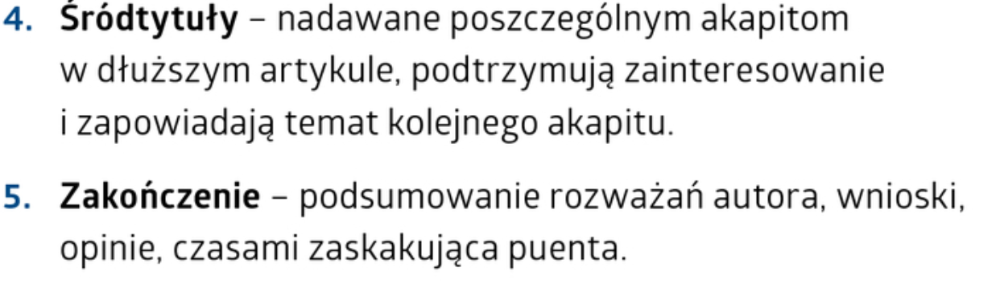 4. Śródtytuły – nadawane poszczególnym akapitom
w dłuższym artykule, podtrzymują zainteresowanie
i zapowiadają temat kolejnego akapitu.
5. Zakończenie – podsumowanie rozważań autora, wnioski,
opinie, czasami zaskakująca puenta.